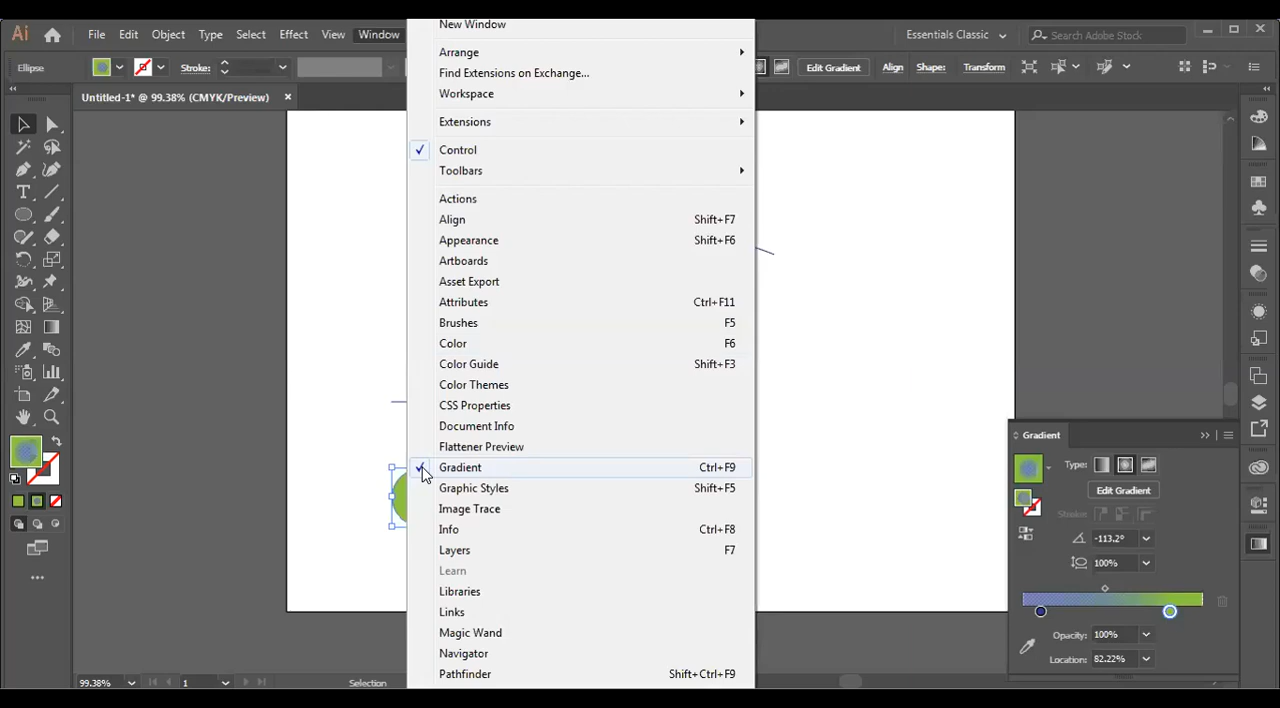 Ai File Edit Object Type Select Effect View Window Essentials Classic Search Adobe Stock
Ellipse Stroke: Edit Gradient Align Shape: Transform
Untitled-1* @ 99.38% (CMYK/Preview)
New Window
Arrange
Find Extensions on Exchange...
Workspace
Extensions
Control
Toolbars
Actions
Align Shift+F7
Appearance Shift+F6
Artboards
Asset Export
Attributes Ctrl+F11
Brushes F5
Color F6
Color Guide Shift+F3
Color Themes
CSS Properties
Document Info
Flattener Preview
Gradient Ctrl+F9
Graphic Styles Shift+F5
Image Trace
Info Ctrl+F8
Layers F7
Learn
Libraries
Links
Magic Wand
Navigator
Pathfinder Shift+Ctrl+F9
Gradient
Type:
Edit Gradient
Stroke:
-113.2°
100%
Opacity: 100%
Location: 82.22%
99.38% 1 Selection